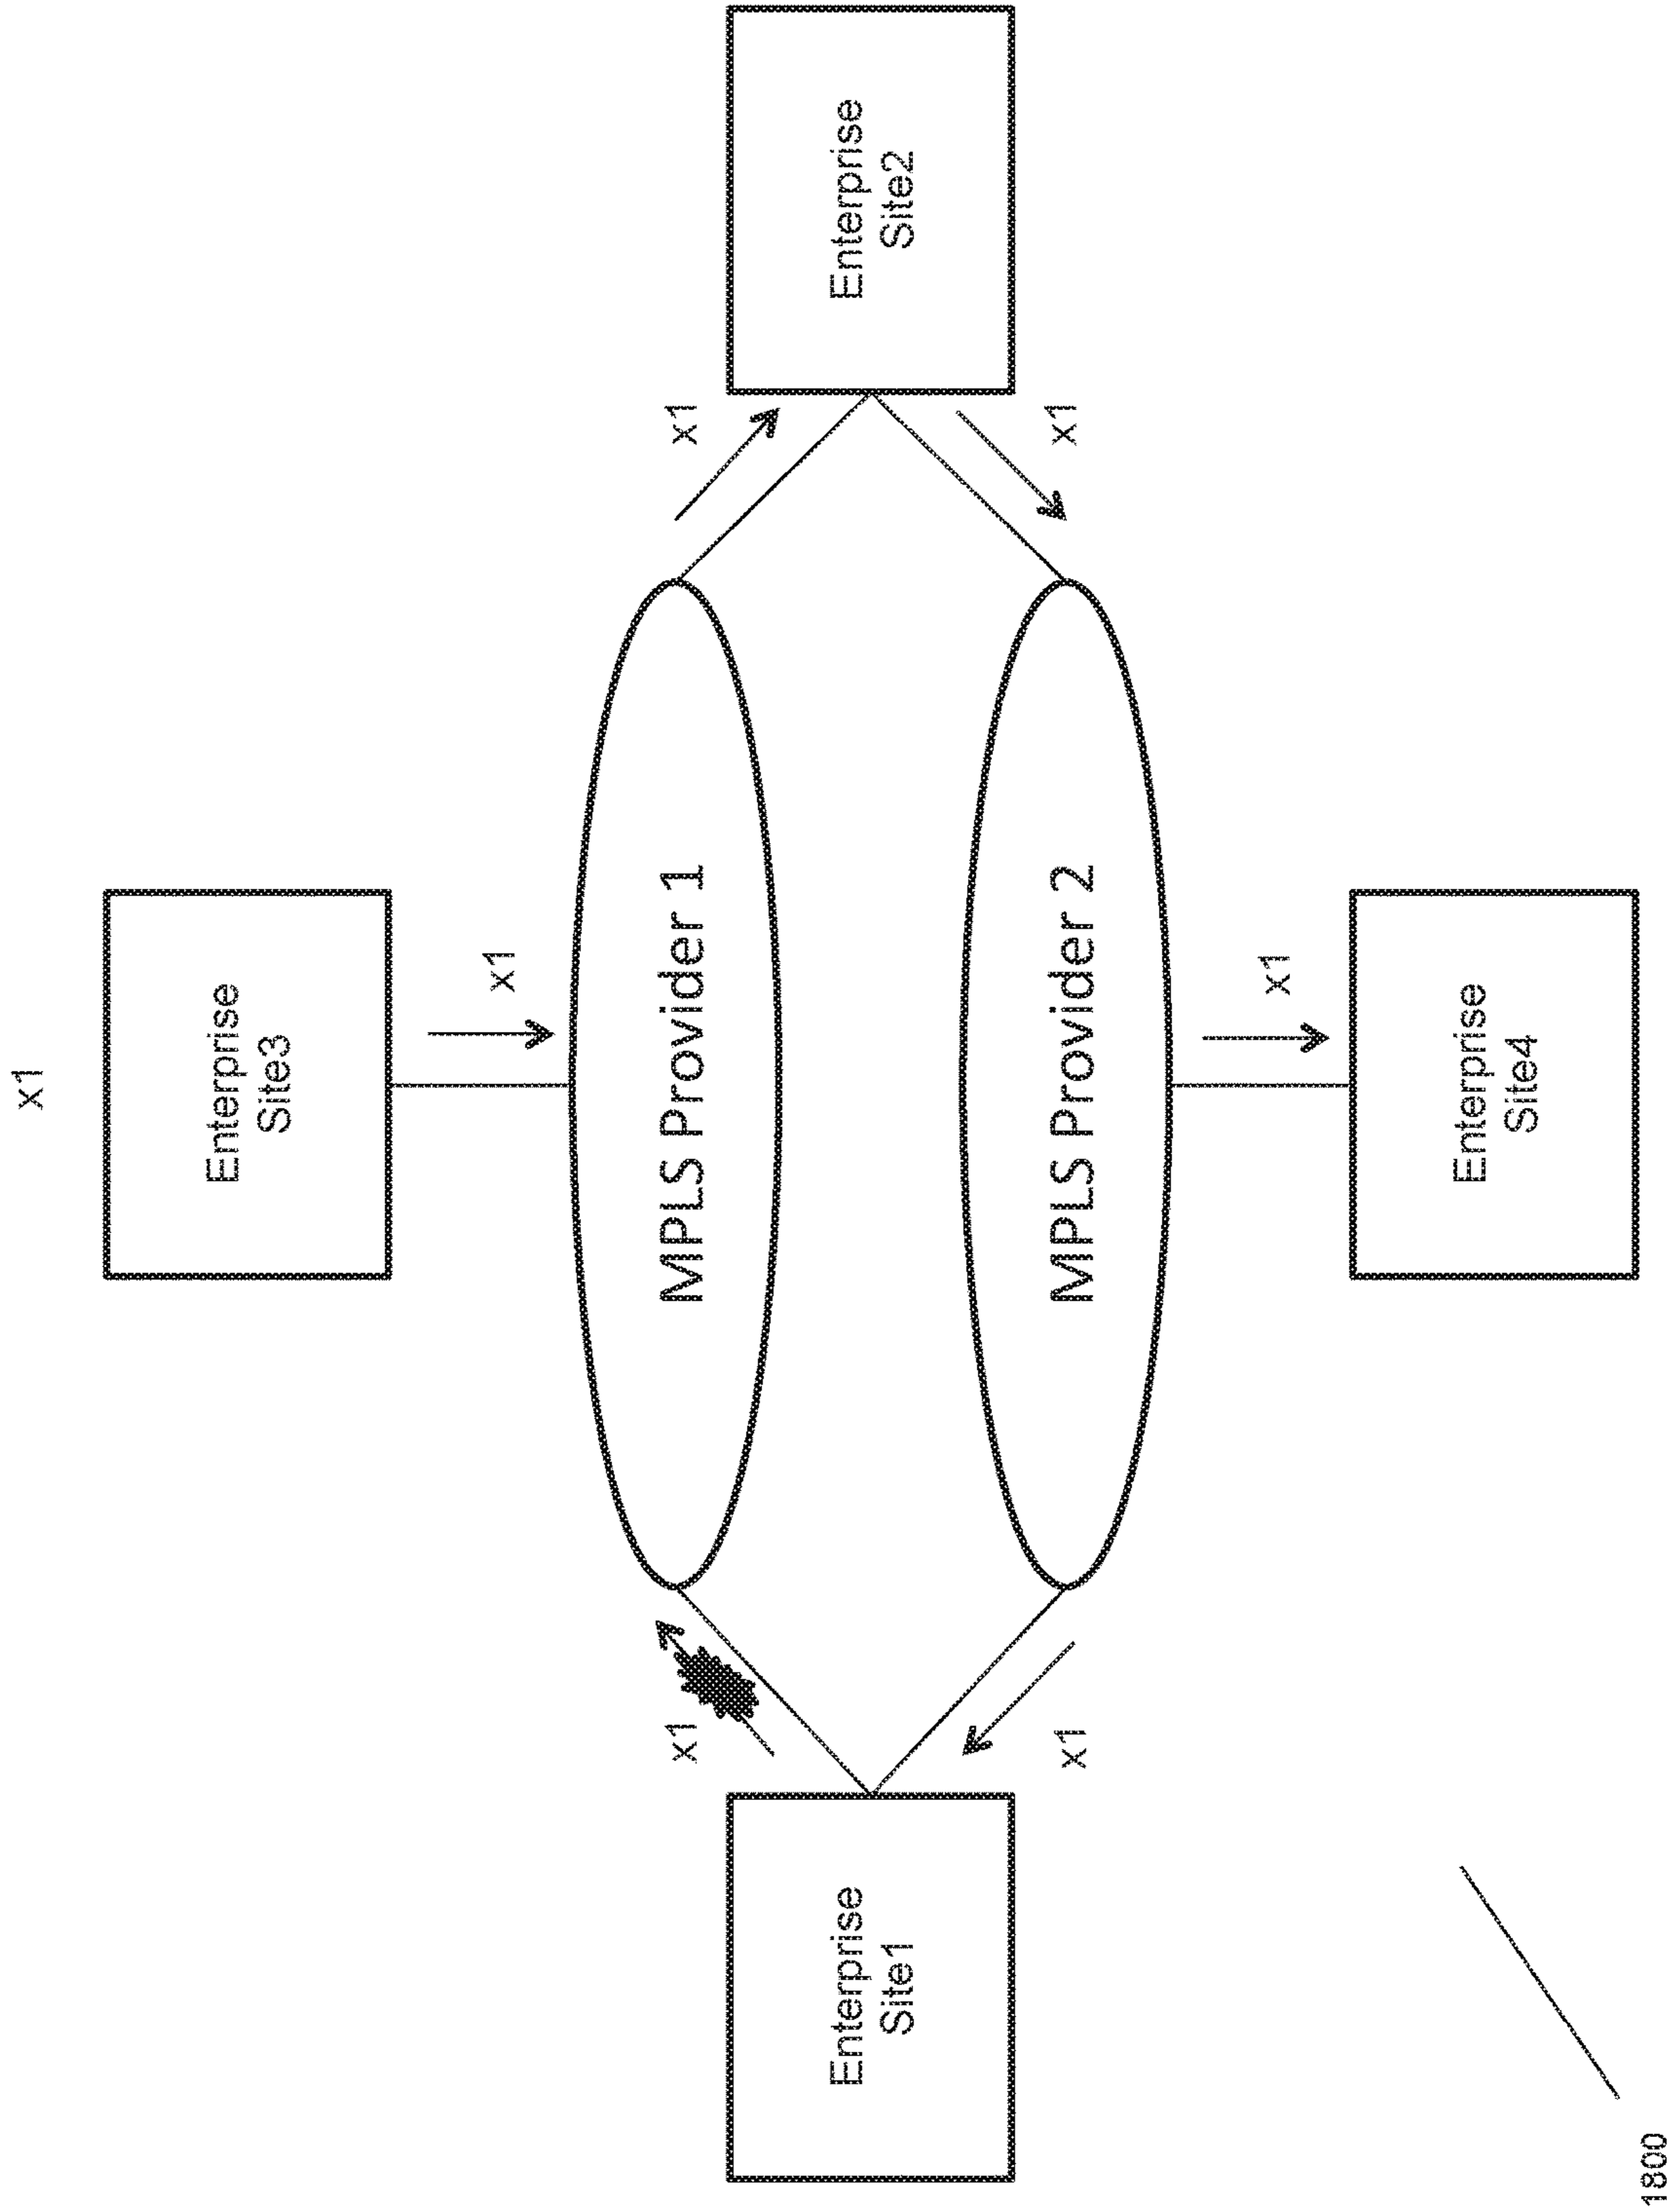 x1
Enterprise
Site3
x1
x1
MPLS Provider 1
x1
Enterprise
Site1
Enterprise
Site2
x1
MPLS Provider 2
x1
x1
Enterprise
Site4
1800